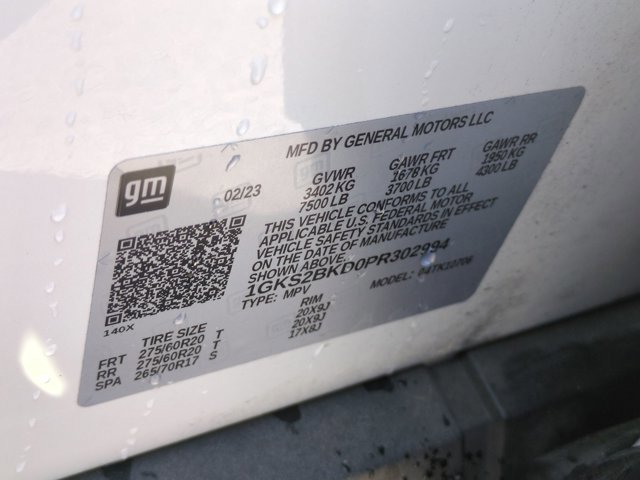 MFD BY GENERAL MOTORS LLC
gm
02/23
GVWR GAWR FRT GAWR RR
3402 KG 1678 KG 1950 KG
7500 LB 3700 LB 4300 LB
THIS VEHICLE CONFORMS TO ALL
APPLICABLE U.S. FEDERAL MOTOR
VEHICLE SAFETY STANDARDS IN EFFECT
ON THE DATE OF MANUFACTURE
SHOWN ABOVE.
1GKS2BKD0PR302994
TYPE: MPV MODEL: 04TK10706
140X
TIRE SIZE RIM
FRT 275/60R20 T 20X9J
RR 275/60R20 T 20X9J
SPA 265/70R17 S 17X8J